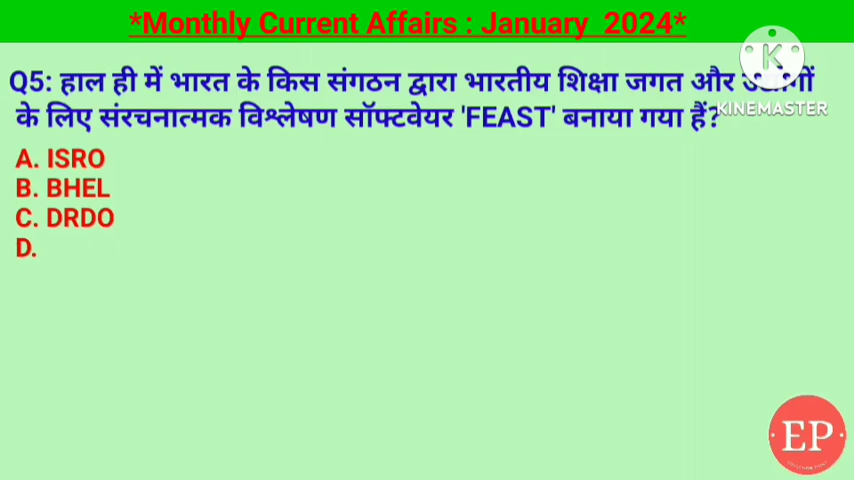 *Monthly Current Affairs : January 2024*
Q5: हाल ही में भारत के किस संगठन द्वारा भारतीय शिक्षा जगत और
के लिए संरचनात्मक विश्लेषण सॉफ्टवेयर 'FEAST' बनाया गया हैं?
A. ISRO
B. BHEL
C. DRDO
D.
K
KINEMASTER
EP